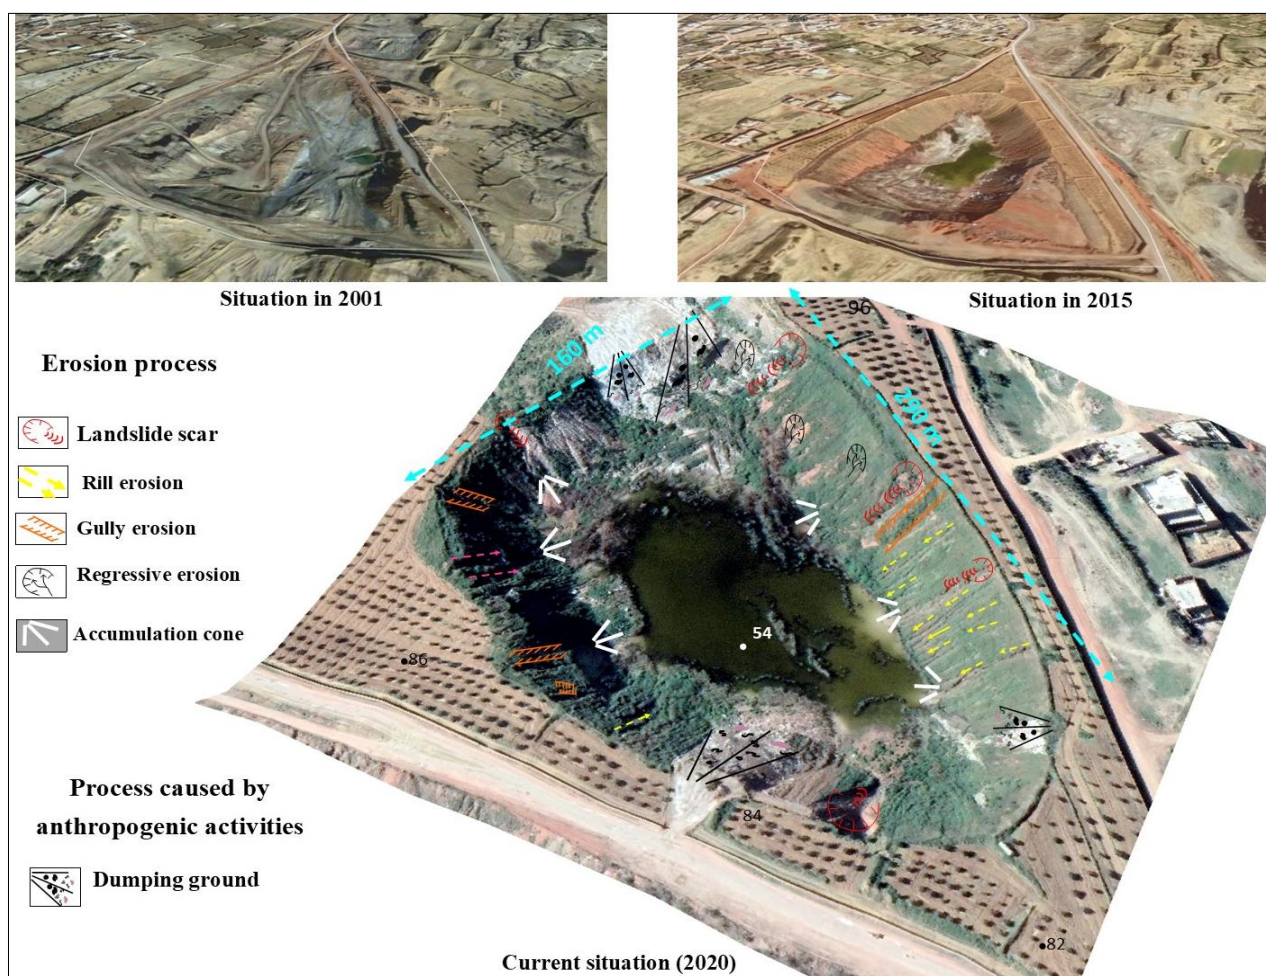 Situation in 2001
Situation in 2015
Erosion process
Landslide scar
Rill erosion
Gully erosion
Regressive erosion
Accumulation cone
Process caused by
anthropogenic activities
Dumping ground
160 m
96
290 m
54
86
84
82
Current situation (2020)